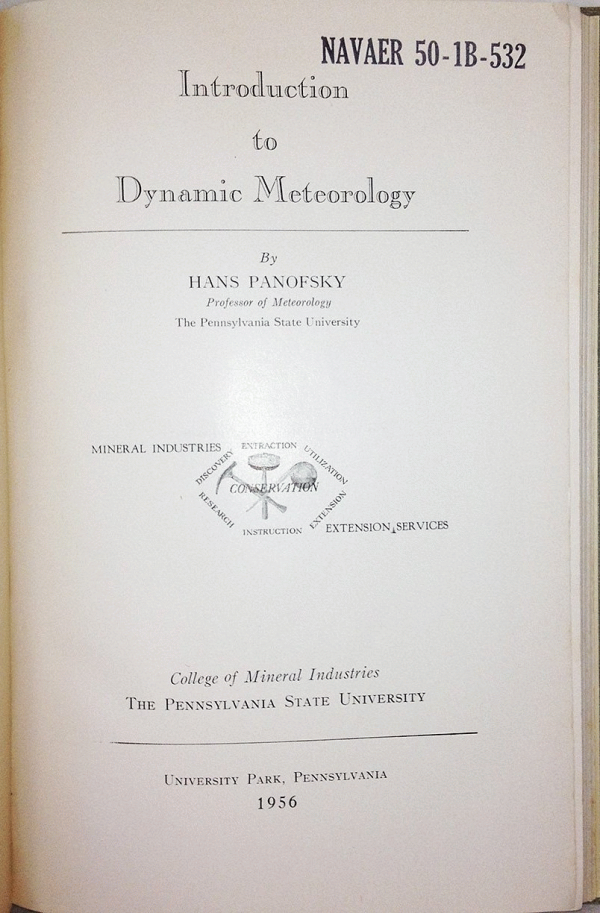 NAVAER 50-1B-532
Introduction
to
Dynamic Meteorology
By
HANS PANOFSKY
Professor of Meteorology
The Pennsylvania State University
MINERAL INDUSTRIES
EXTRACTION
DISCOVERY
UTILIZATION
CONSERVATION
RESEARCH
EXTENSION
INSTRUCTION
EXTENSION SERVICES
College of Mineral Industries
THE PENNSYLVANIA STATE UNIVERSITY
UNIVERSITY PARK, PENNSYLVANIA
1956